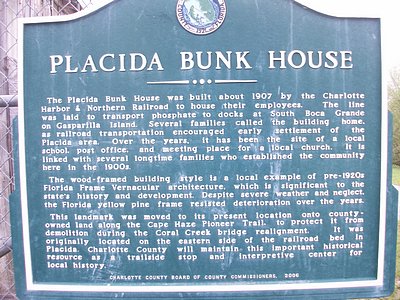 PLACIDA BUNK HOUSE
The Placida Bunk House was built about 1907 by the Charlotte
Harbor & Northern Railroad to house their employees. The line
was laid to transport phosphate to docks at South Boca Grande
on Gasparilla Island. Several families called the building home,
as railroad transportation encouraged early settlement of the
Placida area. Over the years, it has been the site of a local
school, post office, and meeting place for a local church. It is
linked with several longtime families who established the community
here in the 1900s.
The wood-framed building style is a local example of pre-1920s
Florida Frame Vernacular architecture, which is significant to the
state's history and development. Despite severe weather and neglect,
the Florida yellow pine frame resisted deterioration over the years.
This landmark was moved to its present location onto county-
owned land along the Cape Haze Pioneer Trail, to protect it from
demolition during the Coral Creek bridge realignment. It was
originally located on the eastern side of the railroad bed in
Placida. Charlotte County will maintain this important historical
resource as a trailside stop and interpretive center for
local history.
CHARLOTTE COUNTY BOARD OF COUNTY COMMISSIONERS, 2006